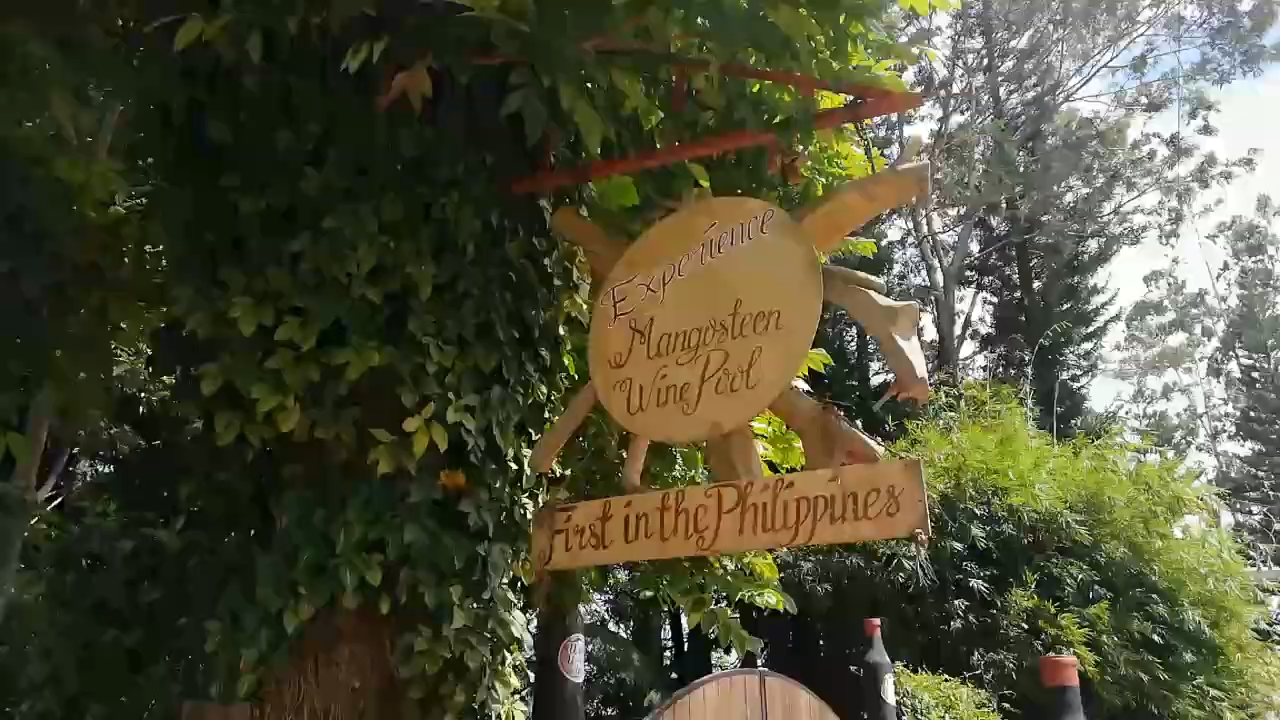 Experience
Mangosteen
Wine Pool
First in the Philippines